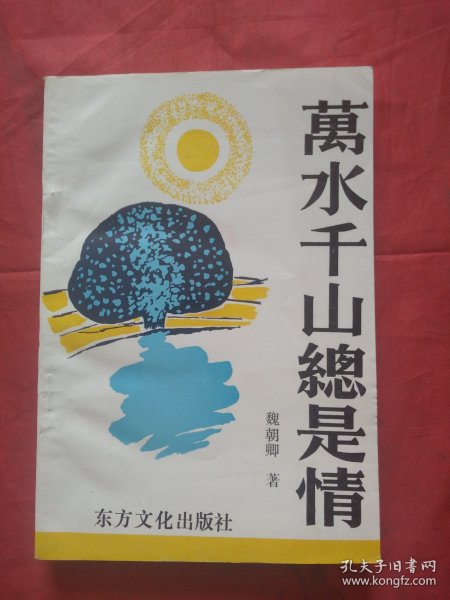 萬水千山總是情
魏朝卿 著
东方文化出版社
孔夫子旧书网
www.kongfz.com